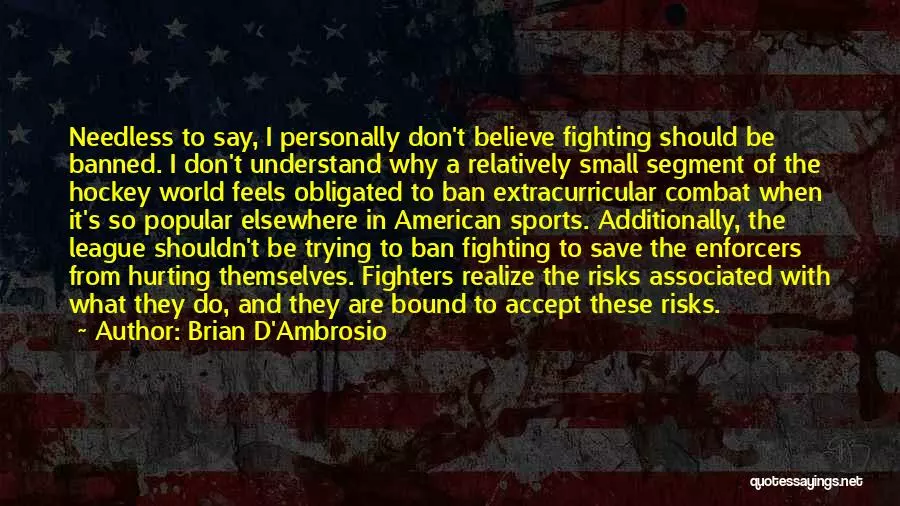 Needless to say, I personally don't believe fighting should be
banned. I don't understand why a relatively small segment of the
hockey world feels obligated to ban extracurricular combat when
it's so popular elsewhere in American sports. Additionally, the
league shouldn't be trying to ban fighting to save the enforcers
from hurting themselves. Fighters realize the risks associated with
what they do, and they are bound to accept these risks.
~ Author: Brian D'Ambrosio
quotessayings.net